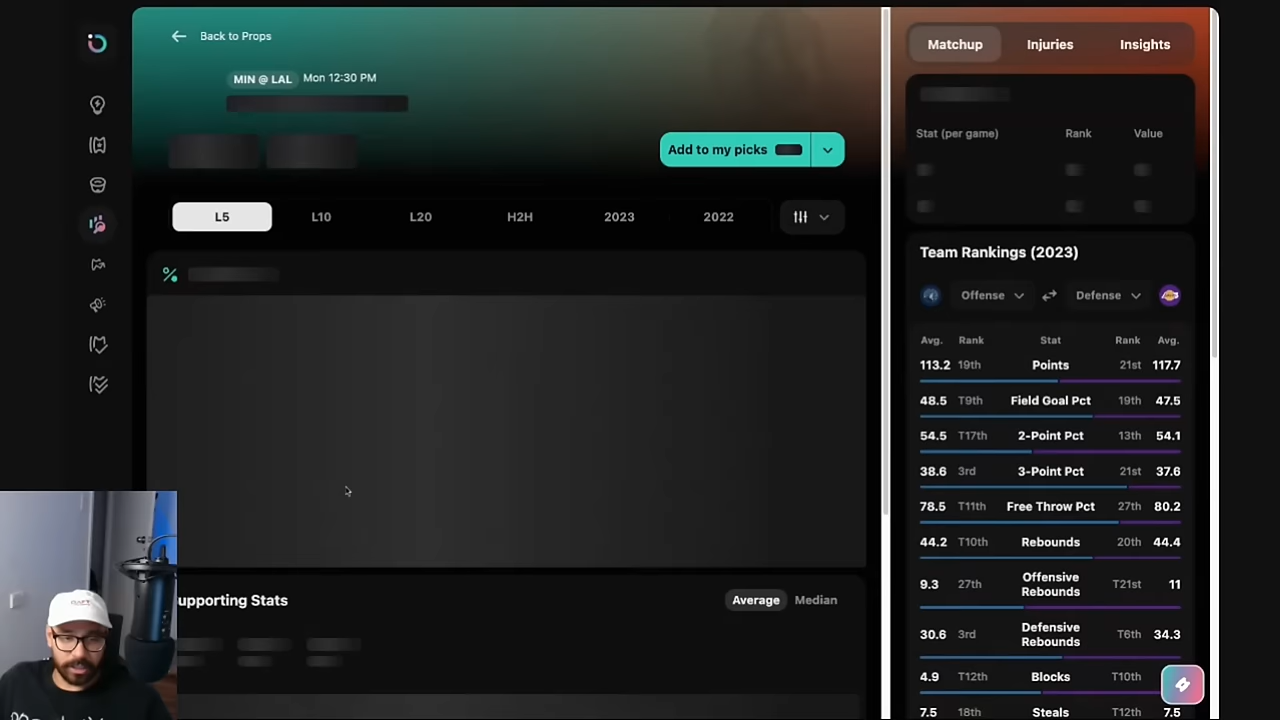 Back to Props
MIN @ LAL Mon 12:30 PM
Add to my picks
L5 L10 L20 H2H 2023 2022
%
upporting Stats
Average Median
Matchup Injuries Insights
Stat (per game) Rank Value
Team Rankings (2023)
Offense Defense
Avg. Rank Stat Rank Avg.
113.2 19th Points 21st 117.7
48.5 T9th Field Goal Pct 19th 47.5
54.5 T17th 2-Point Pct 13th 54.1
38.6 3rd 3-Point Pct 21st 37.6
78.5 T11th Free Throw Pct 27th 80.2
44.2 T10th Rebounds 20th 44.4
9.3 27th Offensive Rebounds T21st 11
30.6 3rd Defensive Rebounds T6th 34.3
4.9 T12th Blocks T10th
7.5 18th Steals T12th 7.5